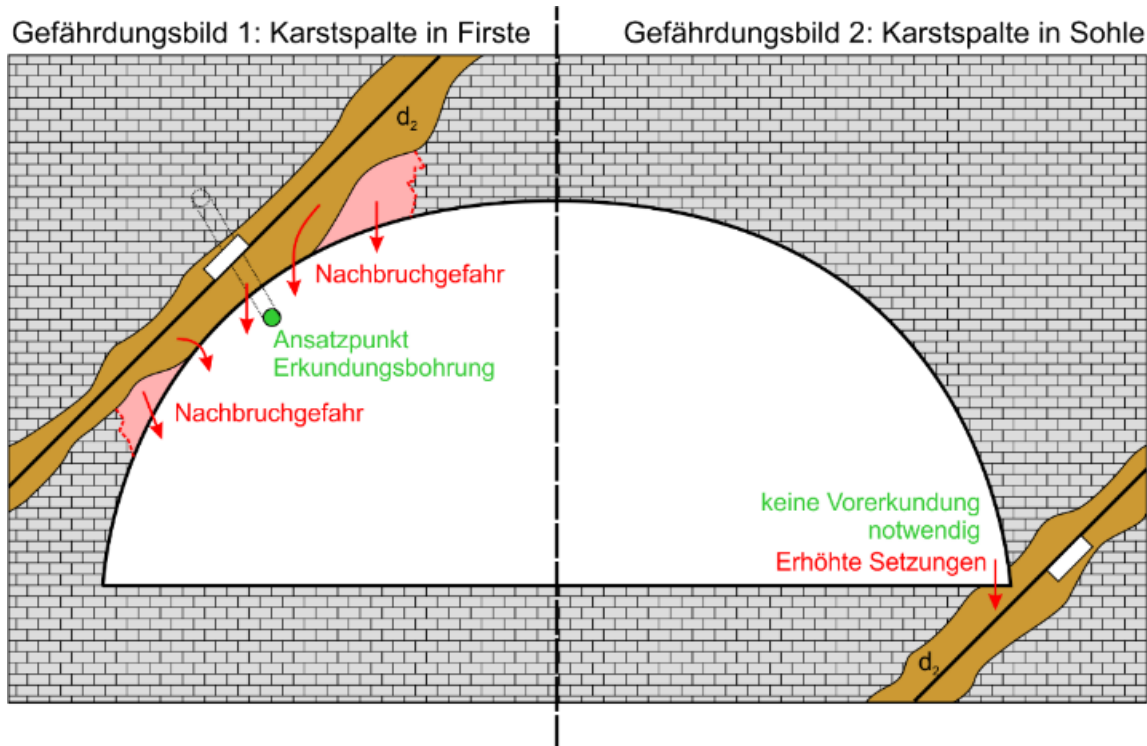 Gefährdungsbild 1: Karstspalte in Firste
Gefährdungsbild 2: Karstspalte in Sohle
d₂
Nachbruchgefahr
Ansatzpunkt
Erkundungsbohrung
Nachbruchgefahr
keine Vorerkundung
notwendig
Erhöhte Setzungen
d₂